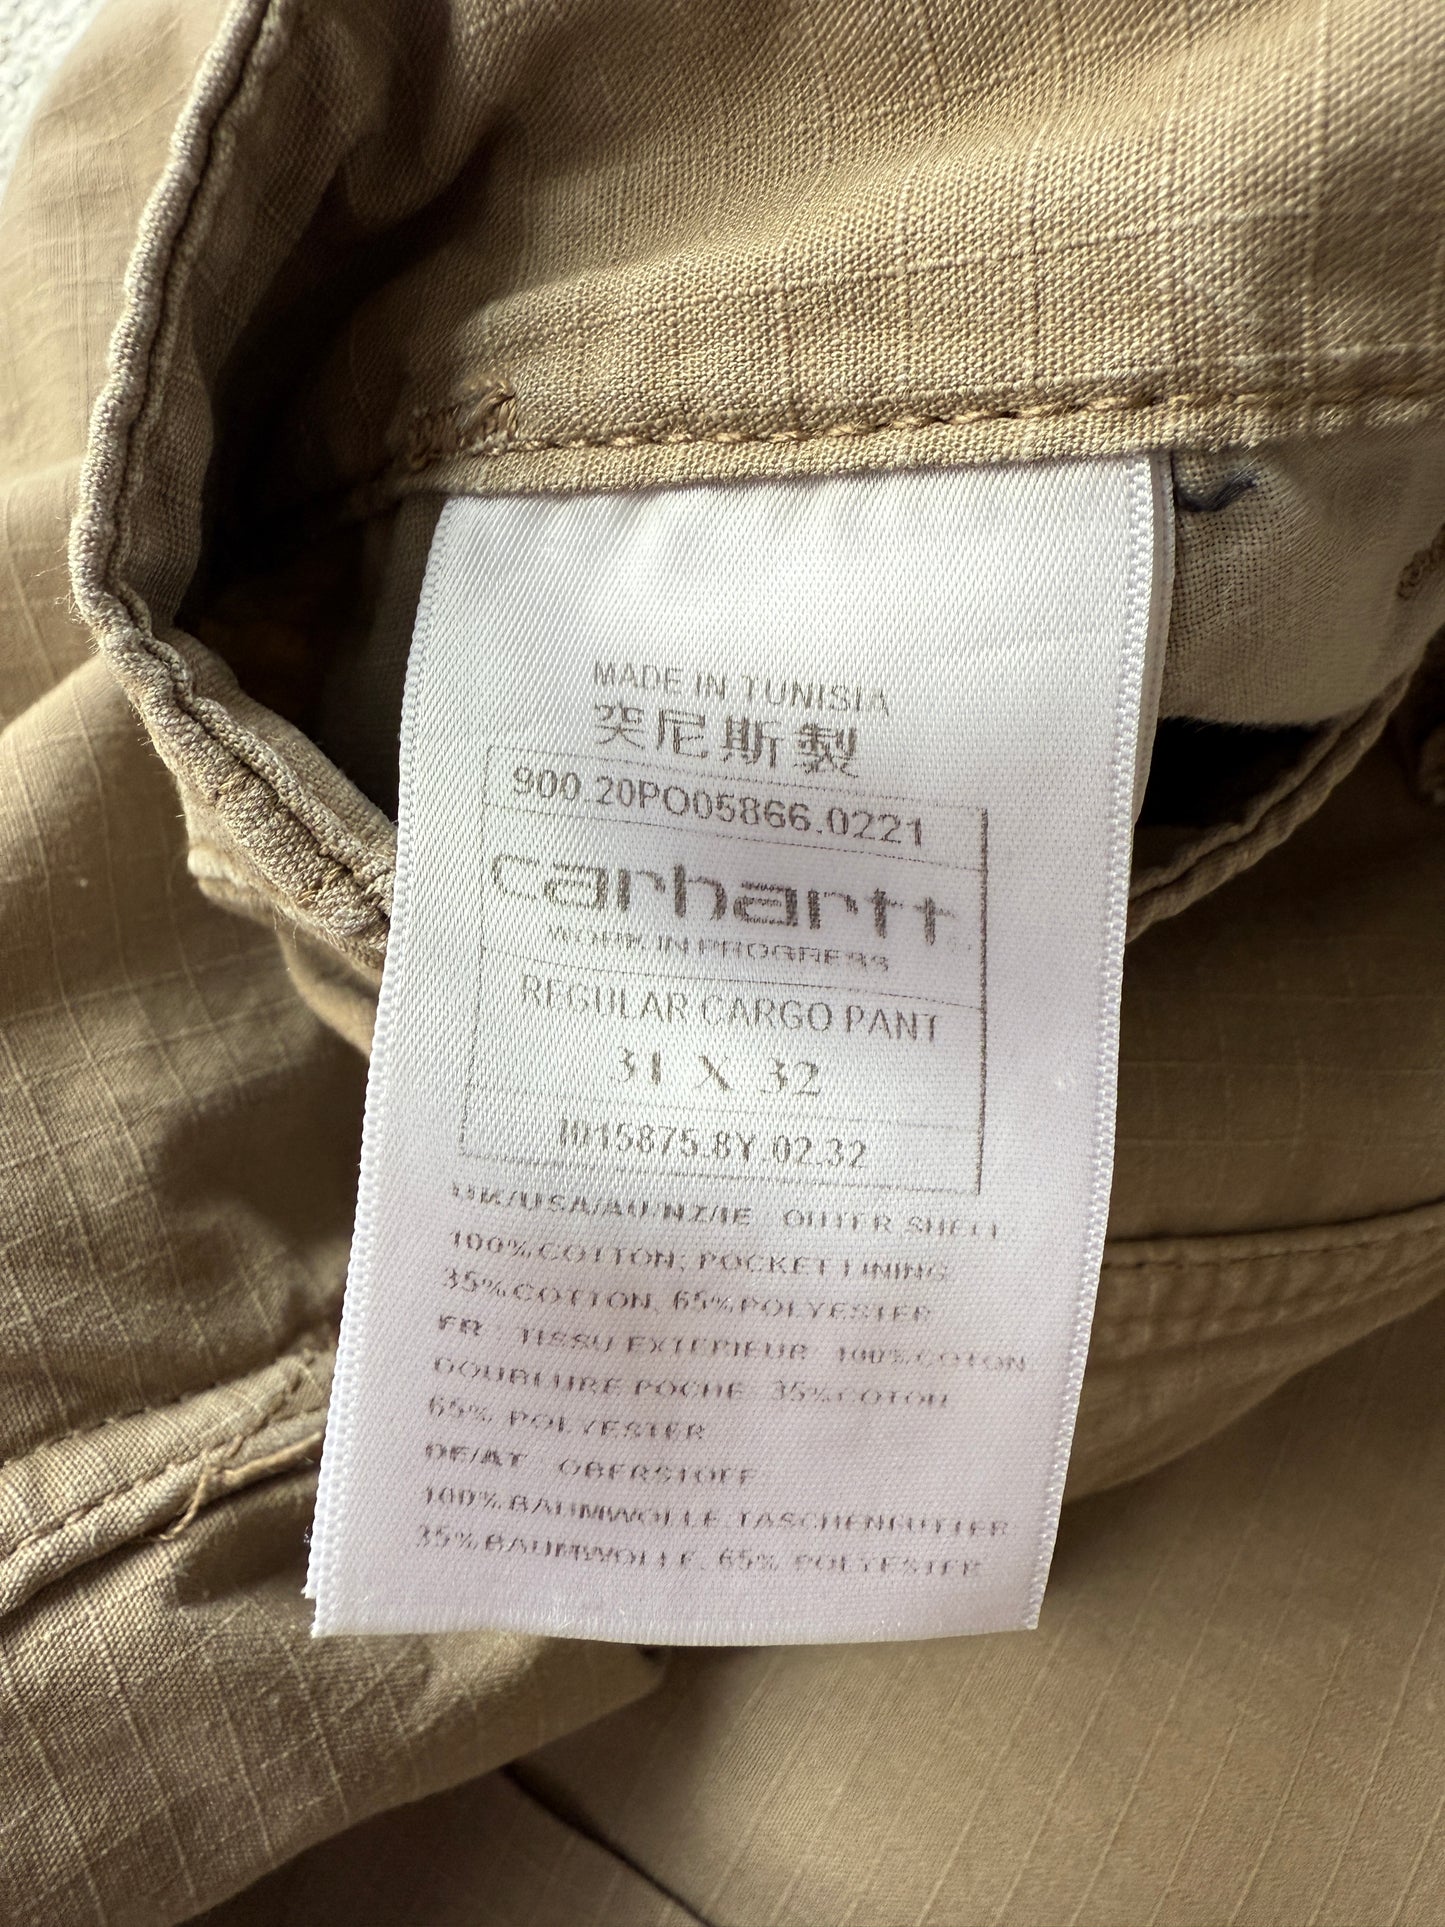 MADE IN TUNISIA
突尼斯製
900.20PO05866.0221
carhartt
WORK IN PROGRESS
REGULAR CARGO PANT
31 X 32
I015875.8Y.02.32
UK/USA/AU/NZ/IE OUTER SHELL
100%COTTON; POCKET LINING
35%COTTON, 65%POLYESTER
FR : TISSU EXTERIEUR 100%COTON
DOUBLURE POCHE 35%COTON
65% POLYESTER
DE/AT OBERSTOFF
100%BAUMWOLLE;TASCHENFUTTER
35%BAUMWOLLE, 65% POLYESTER